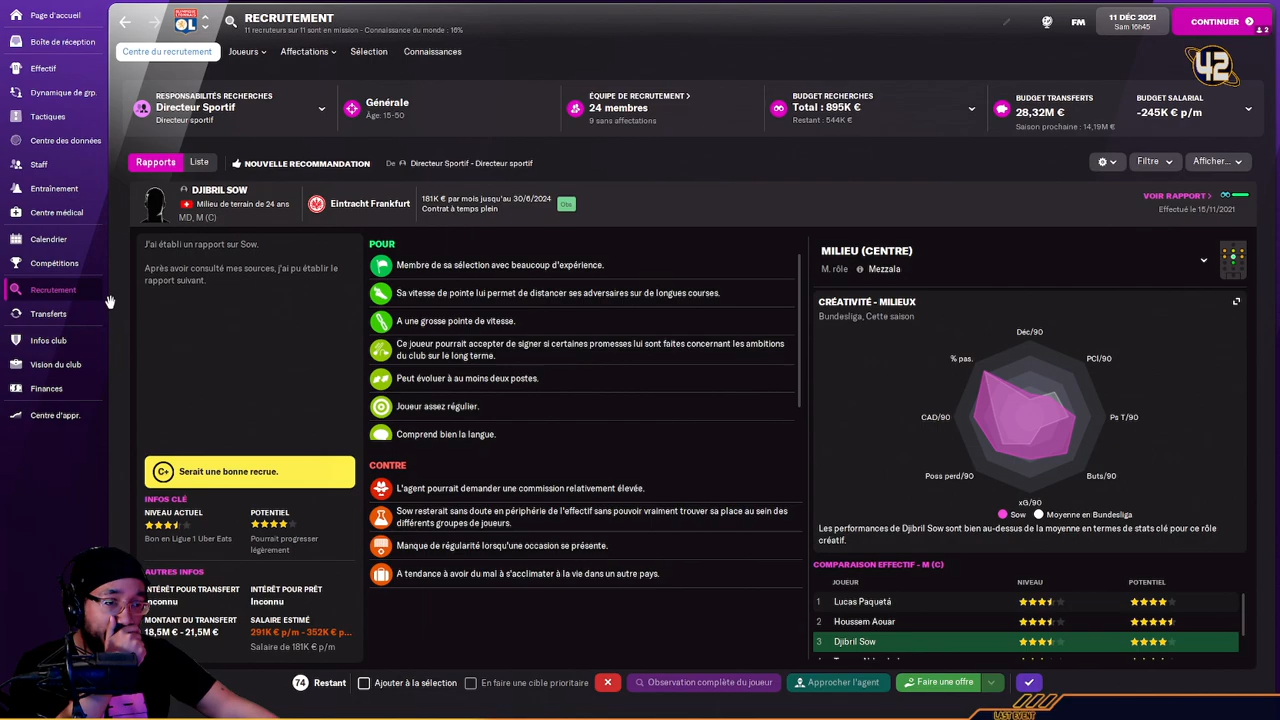 Page d'accueil
Boîte de réception
Effectif
Dynamique de grp.
Tactiques
Centre des données
Staff
Entraînement
Centre médical
Calendrier
Compétitions
Recrutement
Transferts
Infos club
Vision du club
Finances
Centre d'appr.
OL
RECRUTEMENT
11 recruteurs sur 11 sont en mission - Connaissance du monde : 16%
FM
11 DÉC 2021
Sam 16h45
CONTINUER
2
Centre du recrutement
Joueurs
Affectations
Sélection
Connaissances
42
RESPONSABILITÉS RECHERCHES
Directeur Sportif
Directeur sportif
Générale
Âge: 15-50
ÉQUIPE DE RECRUTEMENT >
24 membres
9 sans affectations
BUDGET RECHERCHES
Total : 895K €
Restant : 544K €
BUDGET TRANSFERTS
28,32M €
Saison prochaine : 14,19M €
BUDGET SALARIAL
-245K € p/m
Rapports
Liste
NOUVELLE RECOMMANDATION
De Directeur Sportif - Directeur sportif
Filtre
Afficher...
DJIBRIL SOW
Milieu de terrain de 24 ans
MD, M (C)
Eintracht Frankfurt
181K € par mois jusqu'au 30/6/2024
Contrat à temps plein
Obs
VOIR RAPPORT >
Effectué le 15/11/2021
J'ai établi un rapport sur Sow.
Après avoir consulté mes sources, j'ai pu établir le
rapport suivant.
C+ Serait une bonne recrue.
INFOS CLÉ
NIVEAU ACTUEL
Bon en Ligue 1 Uber Eats
POTENTIEL
Pourrait progresser
légèrement
AUTRES INFOS
INTÉRÊT POUR TRANSFERT
Inconnu
INTÉRÊT POUR PRÊT
Inconnu
MONTANT DU TRANSFERT
18,5M € - 21,5M €
SALAIRE ESTIMÉ
291K € p/m - 352K € p...
Salaire de 181K € p/m
POUR
Membre de sa sélection avec beaucoup d'expérience.
Sa vitesse de pointe lui permet de distancer ses adversaires sur de longues courses.
A une grosse pointe de vitesse.
Ce joueur pourrait accepter de signer si certaines promesses lui sont faites concernant les ambitions
du club sur le long terme.
Peut évoluer à au moins deux postes.
Joueur assez régulier.
Comprend bien la langue.
CONTRE
L'agent pourrait demander une commission relativement élevée.
Sow resterait sans doute en périphérie de l'effectif sans pouvoir vraiment trouver sa place au sein des
différents groupes de joueurs.
Manque de régularité lorsqu'une occasion se présente.
A tendance à avoir du mal à s'acclimater à la vie dans un autre pays.
MILIEU (CENTRE)
M. rôle Mezzala
CRÉATIVITÉ - MILIEUX
Bundesliga, Cette saison
Déc/90
PCl/90
Ps T/90
Buts/90
xG/90
Poss perd/90
CAD/90
% pas.
Sow
Moyenne en Bundesliga
Les performances de Djibril Sow sont bien au-dessus de la moyenne en termes de stats clé pour ce rôle
créatif.
COMPARAISON EFFECTIF - M (C)
JOUEUR NIVEAU POTENTIEL
1 Lucas Paquetá
2 Houssem Aouar
3 Djibril Sow
74 Restant
Ajouter à la sélection
En faire une cible prioritaire
Observation complète du joueur
Approcher l'agent
Faire une offre
LAST EVENT